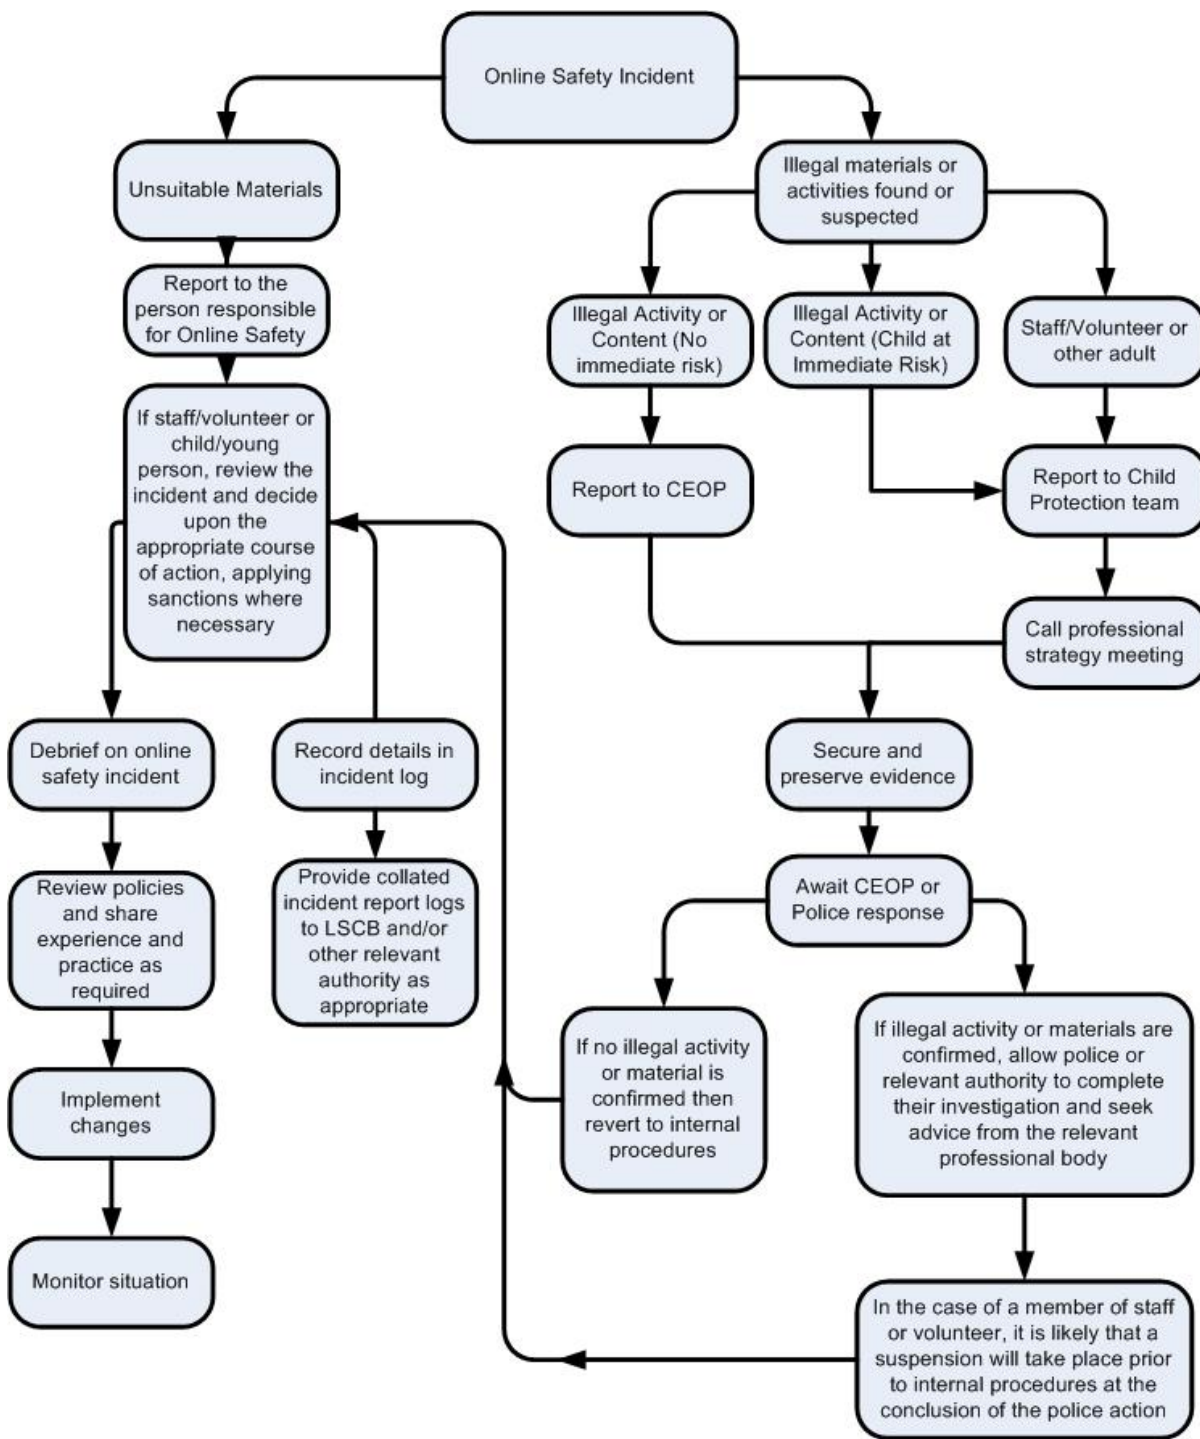 Online Safety Incident
Unsuitable Materials
Report to the
person responsible
for Online Safety
If staff/volunteer or
child/young
person, review the
incident and decide
upon the
appropriate course
of action, applying
sanctions where
necessary
Debrief on online
safety incident
Review policies
and share
experience and
practice as
required
Implement
changes
Monitor situation
Record details in
incident log
Provide collated
incident report logs
to LSCB and/or
other relevant
authority as
appropriate
Illegal materials or
activities found or
suspected
Illegal Activity or
Content (No
immediate risk)
Illegal Activity or
Content (Child at
Immediate Risk)
Staff/Volunteer or
other adult
Report to CEOP
Report to Child
Protection team
Call professional
strategy meeting
Secure and
preserve evidence
Await CEOP or
Police response
If no illegal activity
or material is
confirmed then
revert to internal
procedures
If illegal activity or materials are
confirmed, allow police or
relevant authority to complete
their investigation and seek
advice from the relevant
professional body
In the case of a member of staff
or volunteer, it is likely that a
suspension will take place prior
to internal procedures at the
conclusion of the police action